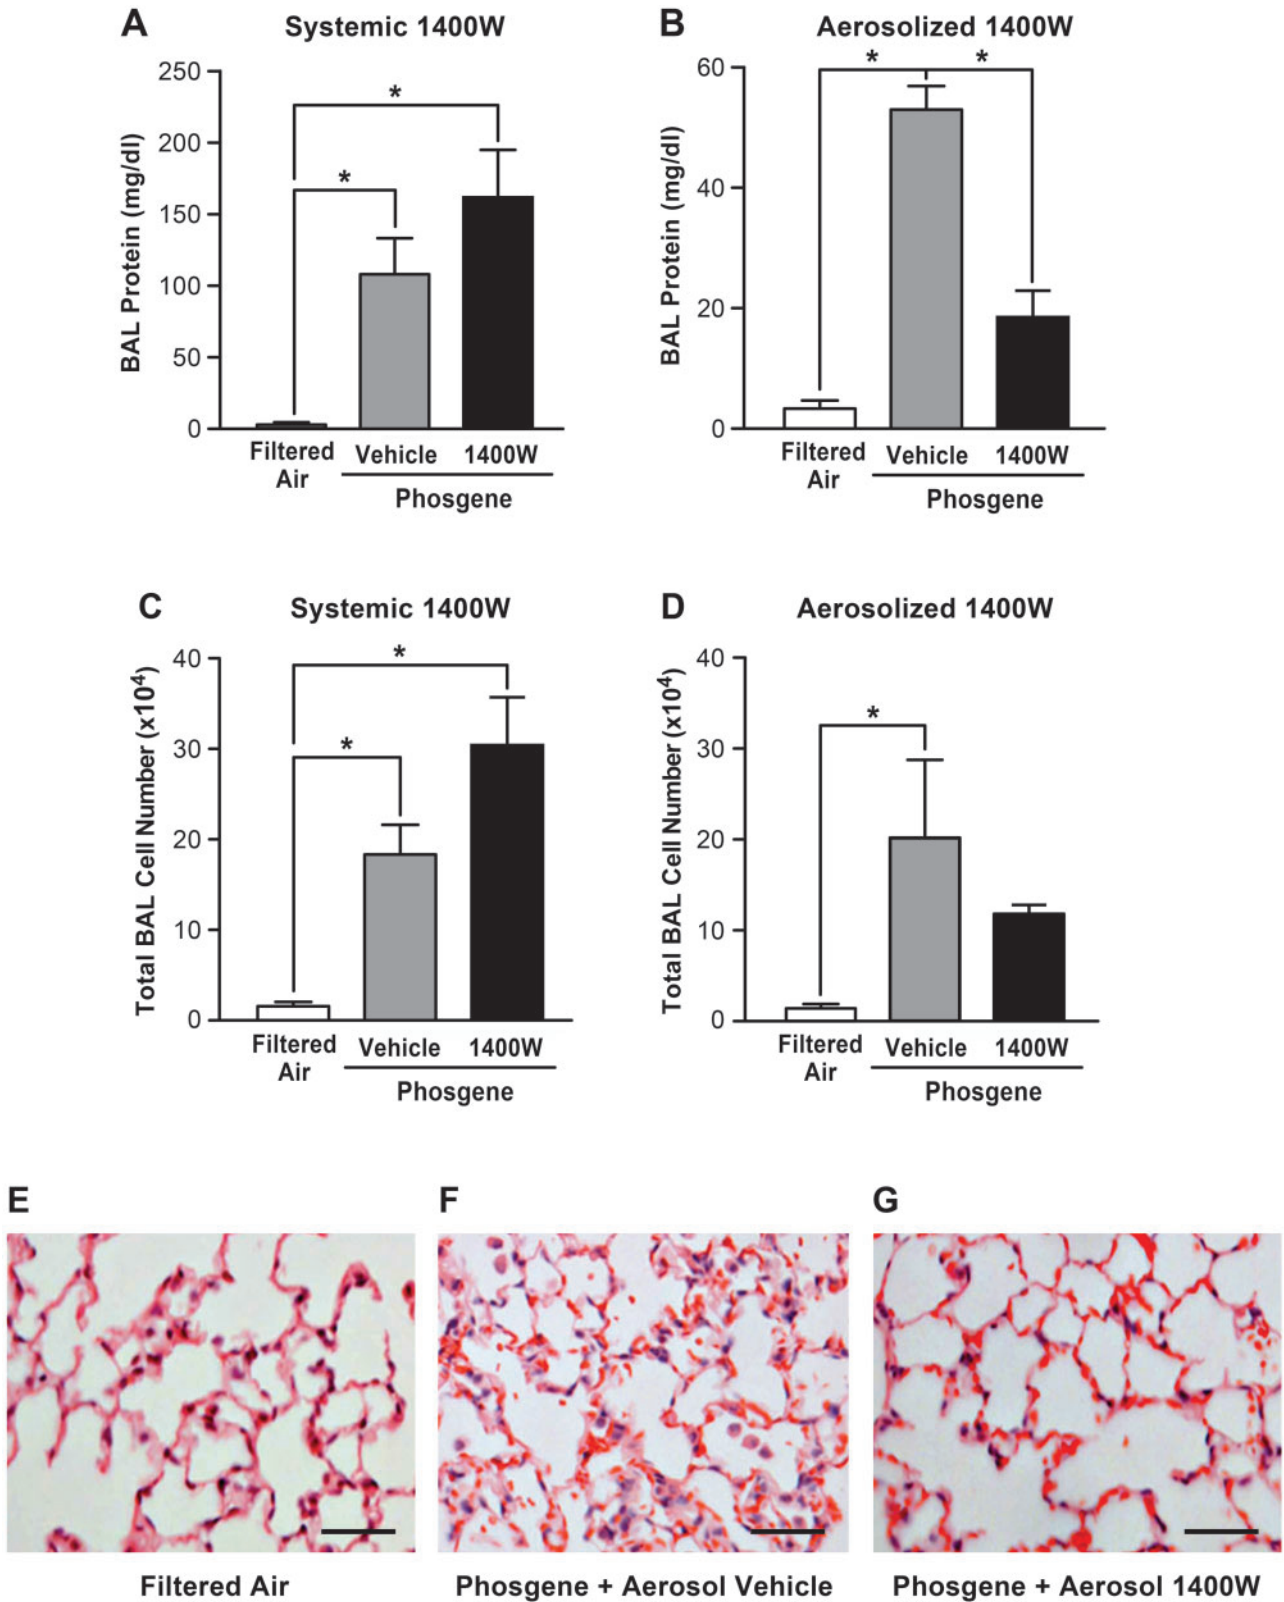 A
Systemic 1400W
BAL Protein (mg/dl)
250
200
150
100
50
0
*
*
Filtered
Air
Vehicle
1400W
Phosgene
B
Aerosolized 1400W
BAL Protein (mg/dl)
60
40
20
0
*
*
Filtered
Air
Vehicle
1400W
Phosgene
C
Systemic 1400W
Total BAL Cell Number (x10⁴)
40
30
20
10
0
*
*
Filtered
Air
Vehicle
1400W
Phosgene
D
Aerosolized 1400W
Total BAL Cell Number (x10⁴)
40
30
20
10
0
*
Filtered
Air
Vehicle
1400W
Phosgene
E
Filtered Air
F
Phosgene + Aerosol Vehicle
G
Phosgene + Aerosol 1400W